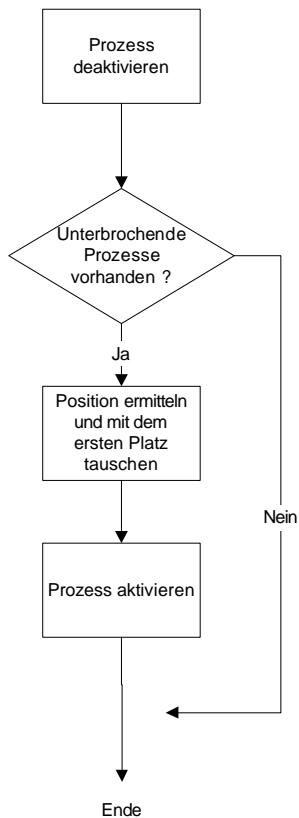 Prozess
deaktivieren
Unterbrochende
Prozesse
vorhanden ?
Ja
Position ermitteln
und mit dem
ersten Platz
tauschen
Nein
Prozess aktivieren
Ende